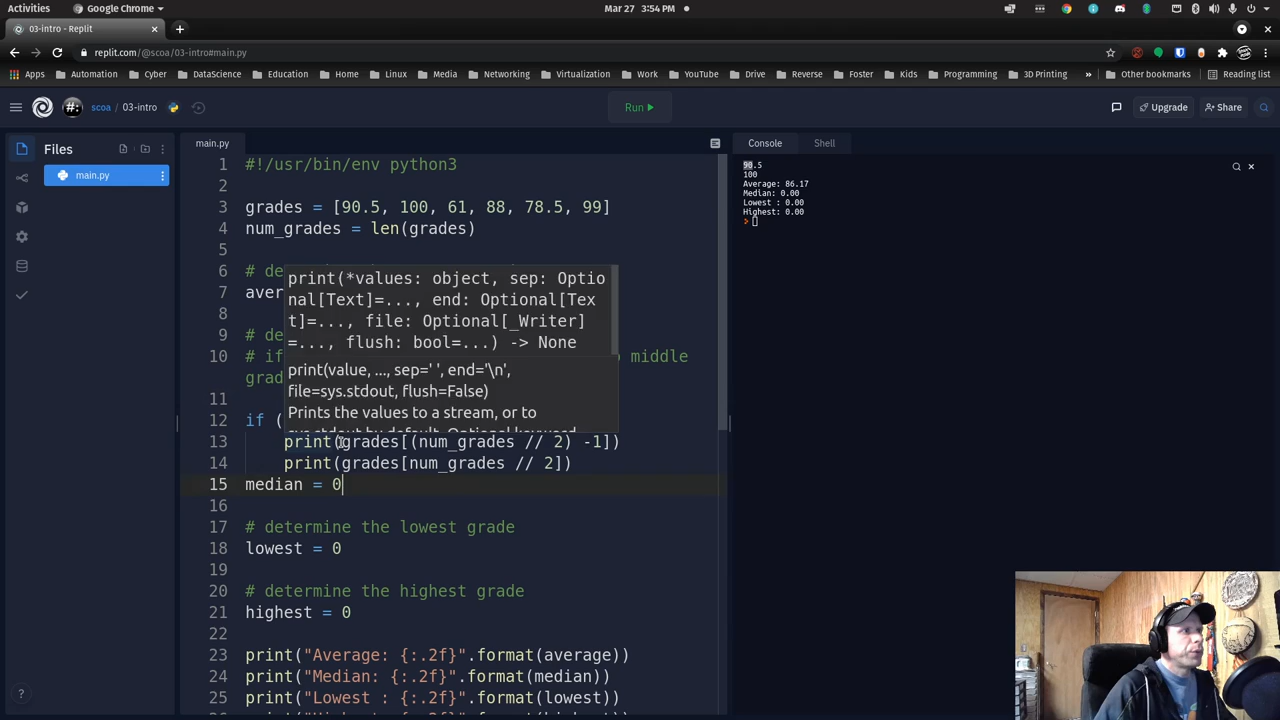 Activities
Google Chrome
Mar 27 3:54 PM
03-intro - Replit
replit.com/@scoa/03-intro#main.py
Apps Automation Cyber DataScience Education Home Linux Media Networking Virtualization Work YouTube Drive Reverse Foster Kids Programming 3D Printing » Other bookmarks Reading list
#: scoa / 03-intro
Run
Upgrade
Share
Files
main.py
main.py
Console
Shell
1 #!/usr/bin/env python3
2
3 grades = [90.5, 100, 61, 88, 78.5, 99]
4 num_grades = len(grades)
5
6 # de
7 aver
8
9 # de
10 # if
middle
grad
print(*values: object, sep: Optio
nal[Text]=..., end: Optional[Tex
t]=..., file: Optional[_Writer]
=..., flush: bool=...) -> None
print(value, ..., sep=' ', end='\n',
file=sys.stdout, flush=False)
Prints the values to a stream, or to
11
12 if (
13 print(grades[(num_grades // 2) -1])
14 print(grades[num_grades // 2])
15 median = 0
16
17 # determine the lowest grade
18 lowest = 0
19
20 # determine the highest grade
21 highest = 0
22
23 print("Average: {:.2f}".format(average))
24 print("Median: {:.2f}".format(median))
25 print("Lowest : {:.2f}".format(lowest))
26
90.5
100
Average: 86.17
Median: 0.00
Lowest : 0.00
Highest: 0.00
>
?